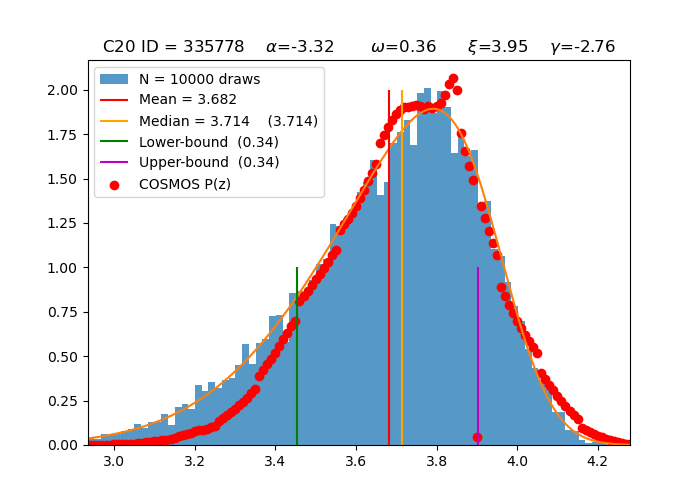 C20 ID = 335778 α=-3.32 ω=0.36 ξ=3.95 γ=-2.76
N = 10000 draws
Mean = 3.682
Median = 3.714 (3.714)
Lower-bound (0.34)
Upper-bound (0.34)
COSMOS P(z)
2.00
1.75
1.50
1.25
1.00
0.75
0.50
0.25
0.00
3.0 3.2 3.4 3.6 3.8 4.0 4.2